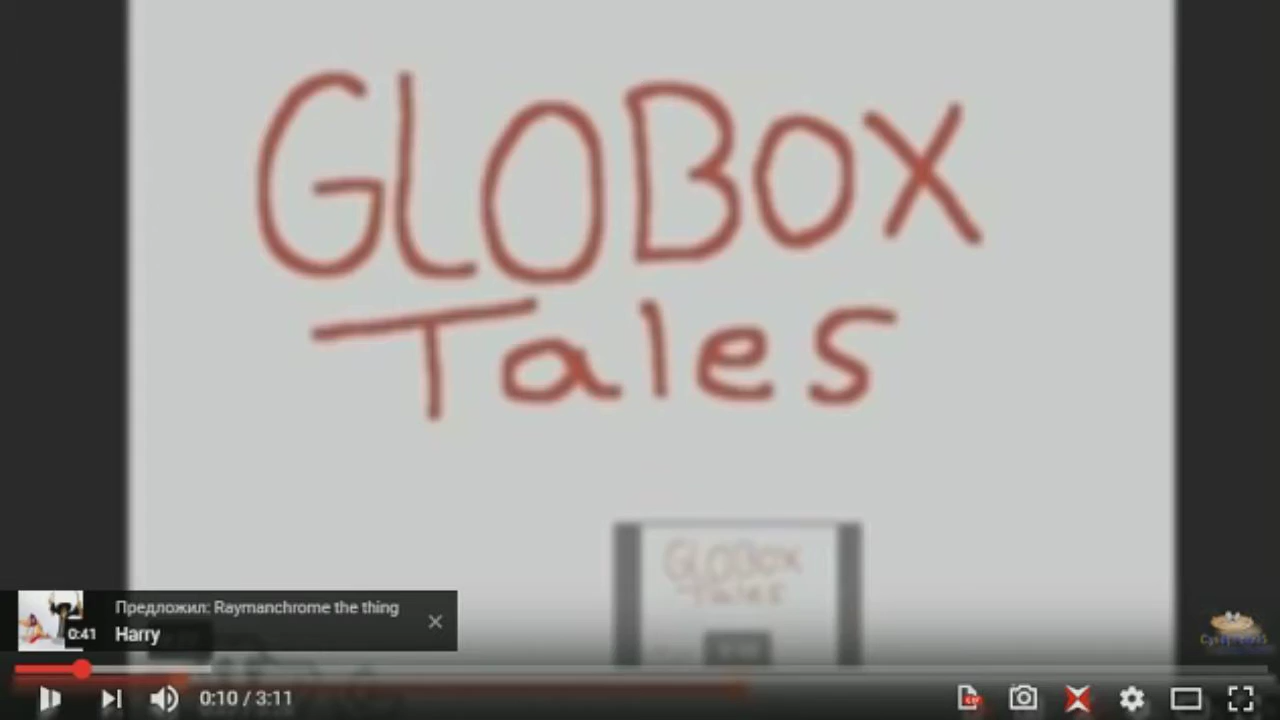 GLOBOX
Tales
GLOBOX
Tales
Предложил: Raymanchrome the thing
0:41
Harry
0:10 / 3:11